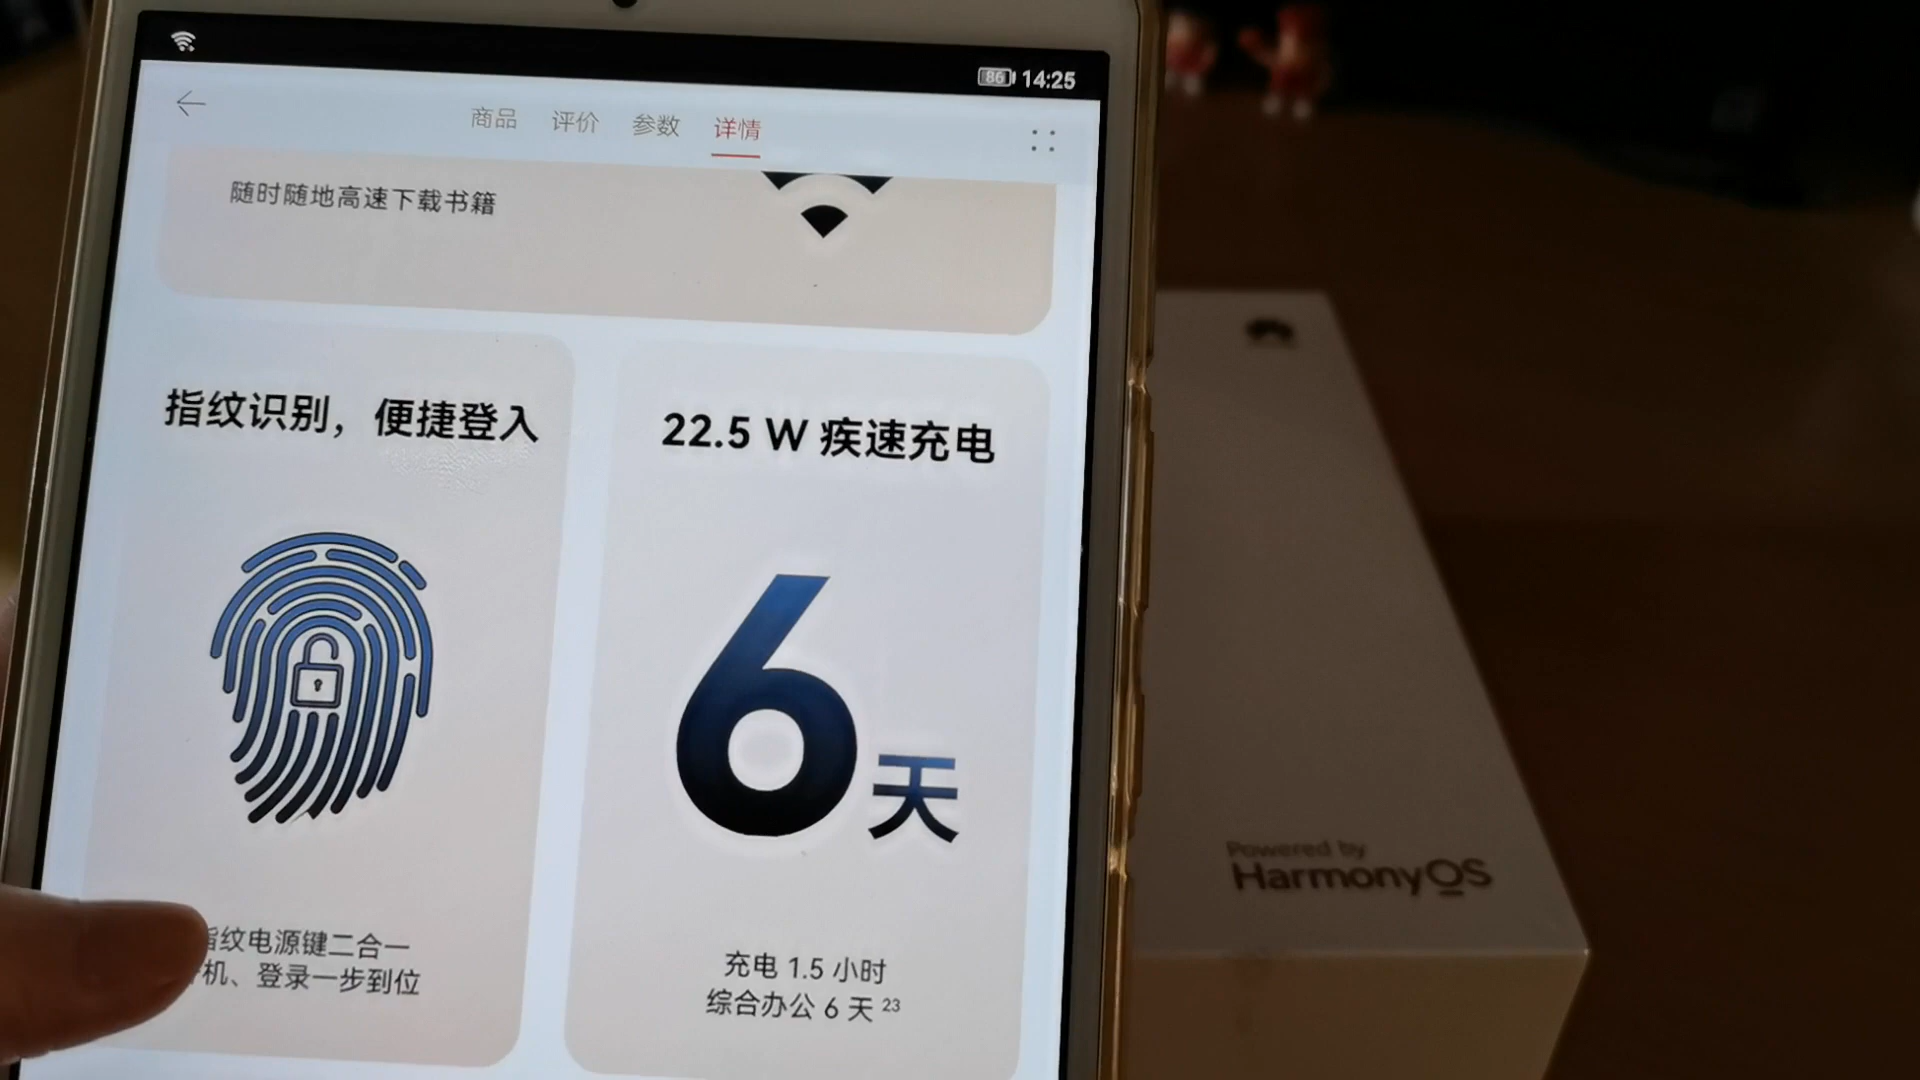 86 14:25
商品 评价 参数 详情
随时随地高速下载书籍
指纹识别，便捷登入
22.5 W 疾速充电
6天
纹电源键二合一
机、登录一步到位
充电 1.5 小时
综合办公 6 天 23
Powered by
HarmonyOS